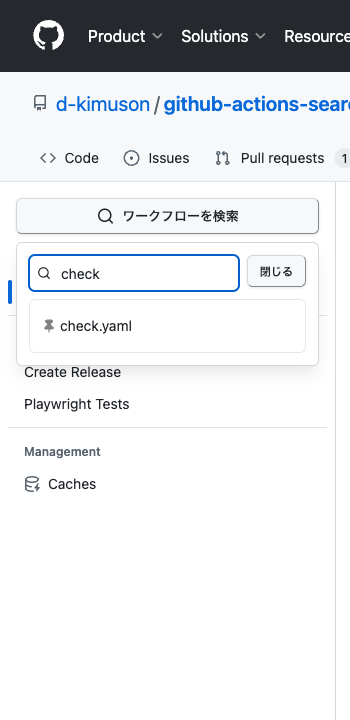 Product Solutions Resource
d-kimuson / github-actions-sear
Code Issues Pull requests 1
ワークフローを検索
check 閉じる
check.yaml
Create Release
Playwright Tests
Management
Caches